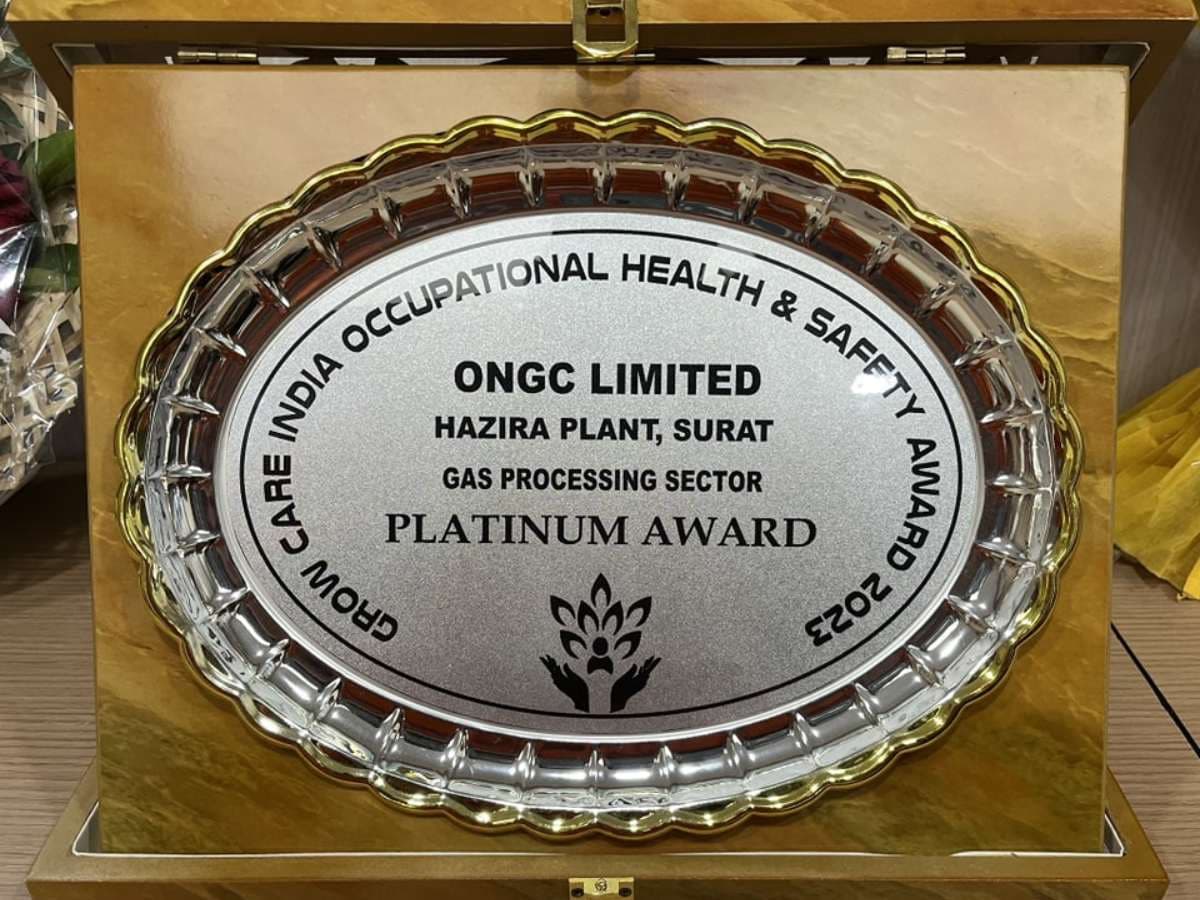 GROW CARE INDIA OCCUPATIONAL HEALTH & SAFETY AWARD 2023
ONGC LIMITED
HAZIRA PLANT, SURAT
GAS PROCESSING SECTOR
PLATINUM AWARD